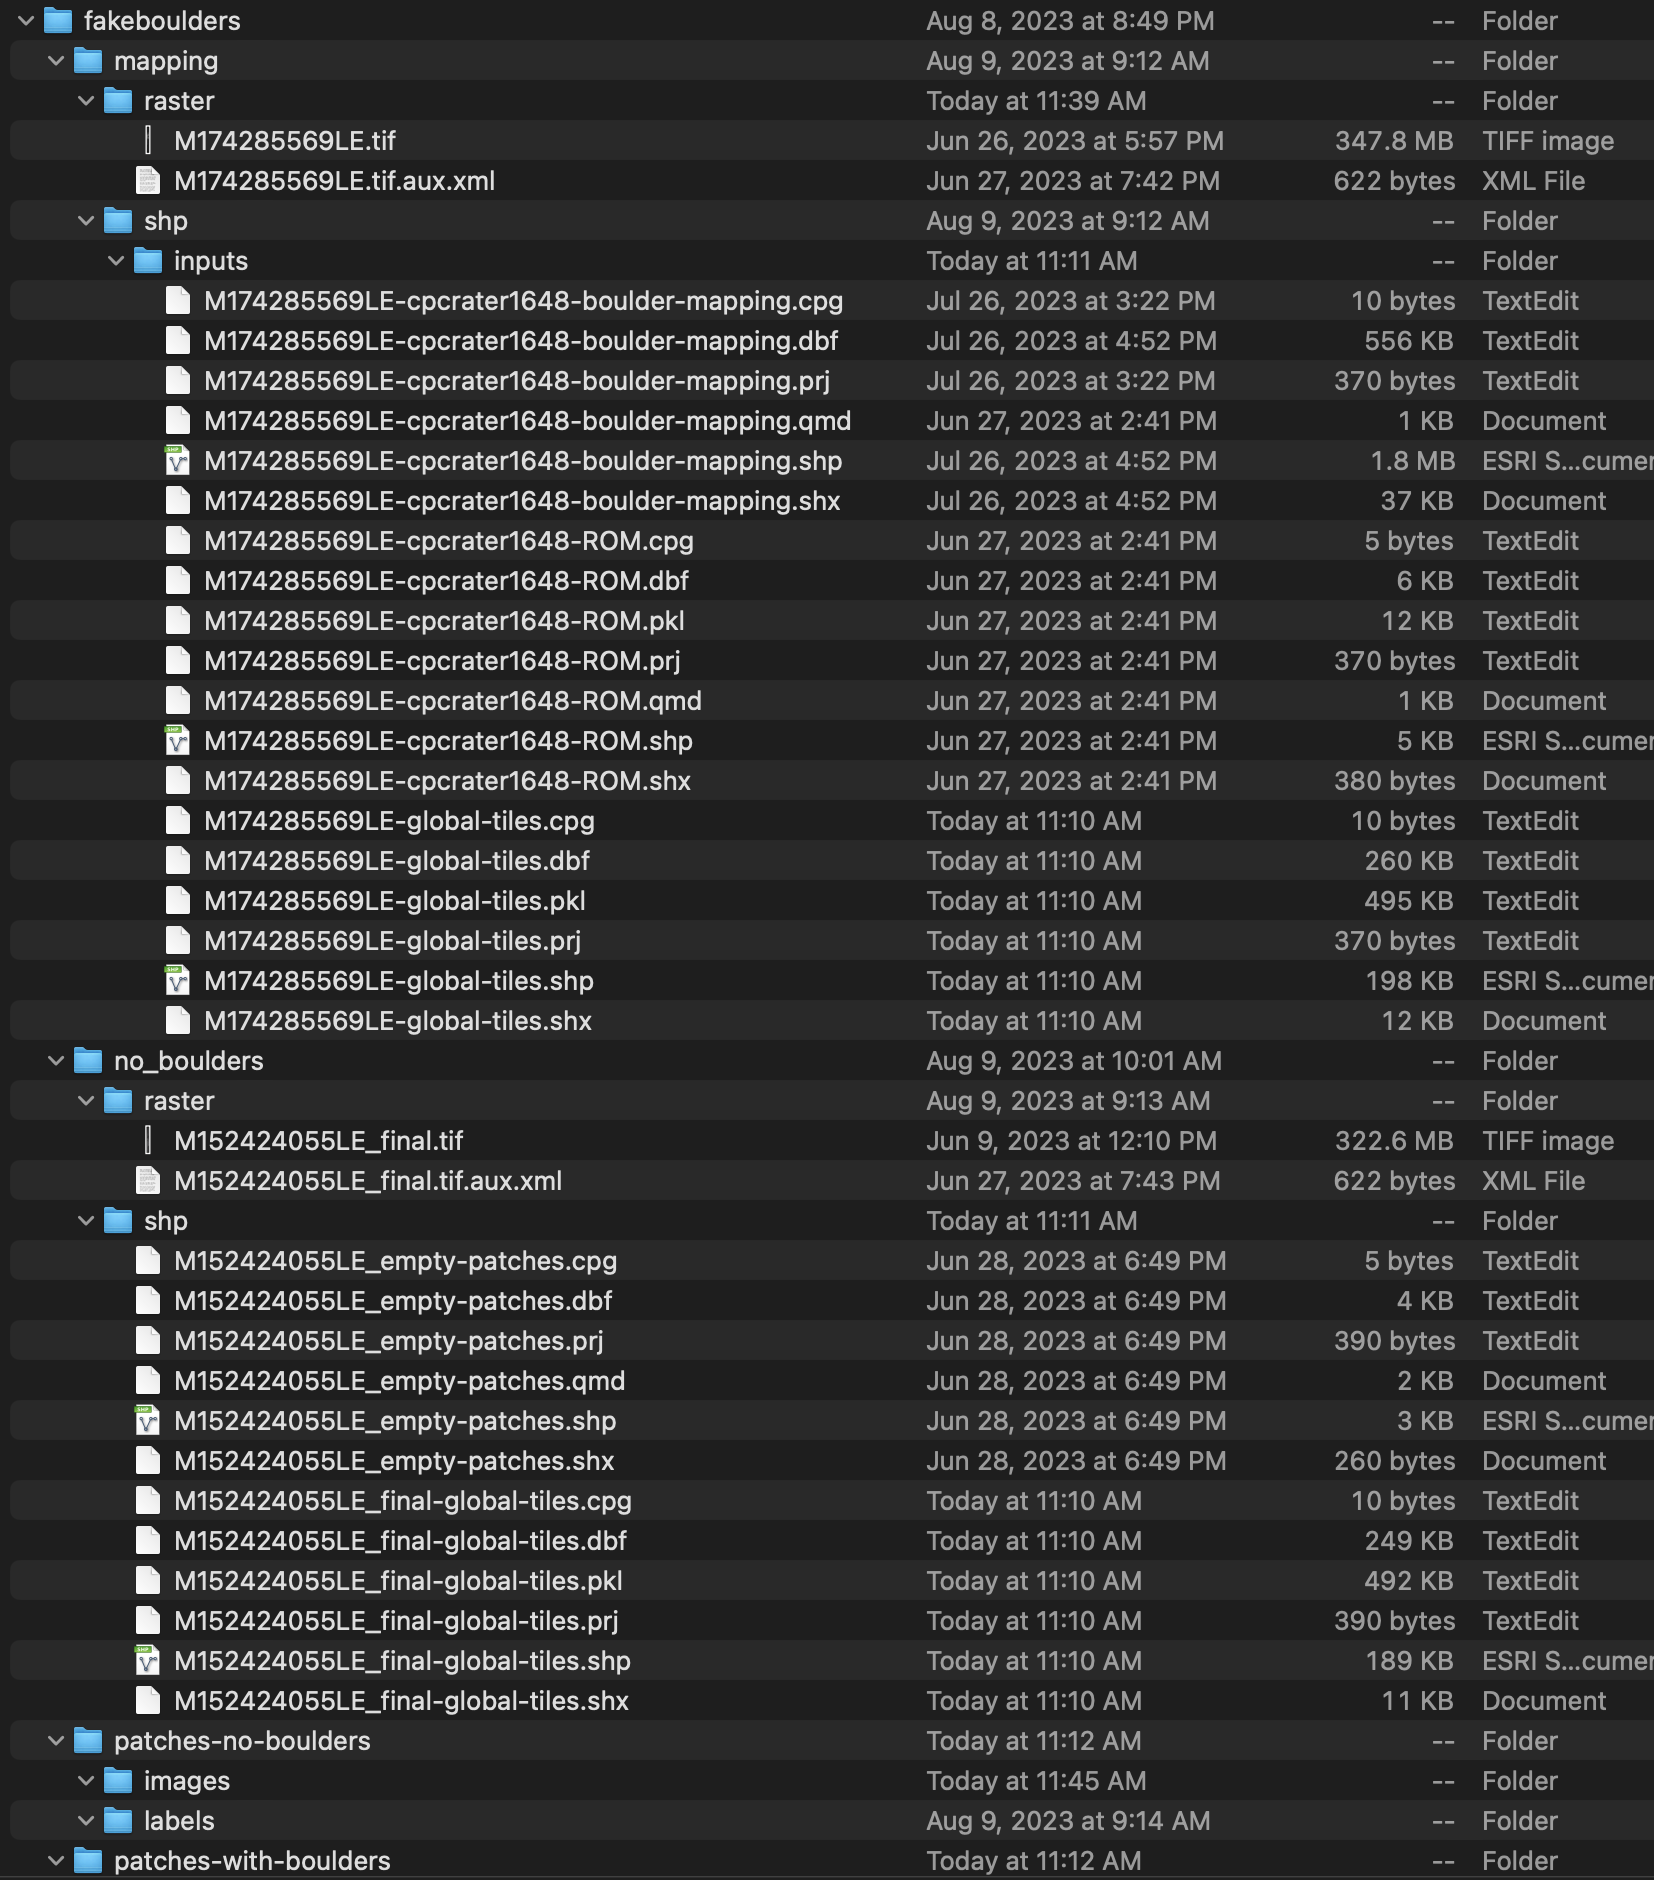 fakeboulders Aug 8, 2023 at 8:49 PM -- Folder
mapping Aug 9, 2023 at 9:12 AM -- Folder
raster Today at 11:39 AM -- Folder
M174285569LE.tif Jun 26, 2023 at 5:57 PM 347.8 MB TIFF image
M174285569LE.tif.aux.xml Jun 27, 2023 at 7:42 PM 622 bytes XML File
shp Aug 9, 2023 at 9:12 AM -- Folder
inputs Today at 11:11 AM -- Folder
M174285569LE-cpcrater1648-boulder-mapping.cpg Jul 26, 2023 at 3:22 PM 10 bytes TextEdit
M174285569LE-cpcrater1648-boulder-mapping.dbf Jul 26, 2023 at 4:52 PM 556 KB TextEdit
M174285569LE-cpcrater1648-boulder-mapping.prj Jul 26, 2023 at 3:22 PM 370 bytes TextEdit
M174285569LE-cpcrater1648-boulder-mapping.qmd Jun 27, 2023 at 2:41 PM 1 KB Document
M174285569LE-cpcrater1648-boulder-mapping.shp Jul 26, 2023 at 4:52 PM 1.8 MB ESRI S...cumer
M174285569LE-cpcrater1648-boulder-mapping.shx Jul 26, 2023 at 4:52 PM 37 KB Document
M174285569LE-cpcrater1648-ROM.cpg Jun 27, 2023 at 2:41 PM 5 bytes TextEdit
M174285569LE-cpcrater1648-ROM.dbf Jun 27, 2023 at 2:41 PM 6 KB TextEdit
M174285569LE-cpcrater1648-ROM.pkl Jun 27, 2023 at 2:41 PM 12 KB TextEdit
M174285569LE-cpcrater1648-ROM.prj Jun 27, 2023 at 2:41 PM 370 bytes TextEdit
M174285569LE-cpcrater1648-ROM.qmd Jun 27, 2023 at 2:41 PM 1 KB Document
M174285569LE-cpcrater1648-ROM.shp Jun 27, 2023 at 2:41 PM 5 KB ESRI S...cumer
M174285569LE-cpcrater1648-ROM.shx Jun 27, 2023 at 2:41 PM 380 bytes Document
M174285569LE-global-tiles.cpg Today at 11:10 AM 10 bytes TextEdit
M174285569LE-global-tiles.dbf Today at 11:10 AM 260 KB TextEdit
M174285569LE-global-tiles.pkl Today at 11:10 AM 495 KB TextEdit
M174285569LE-global-tiles.prj Today at 11:10 AM 370 bytes TextEdit
M174285569LE-global-tiles.shp Today at 11:10 AM 198 KB ESRI S...cumer
M174285569LE-global-tiles.shx Today at 11:10 AM 12 KB Document
no_boulders Aug 9, 2023 at 10:01 AM -- Folder
raster Aug 9, 2023 at 9:13 AM -- Folder
M152424055LE_final.tif Jun 9, 2023 at 12:10 PM 322.6 MB TIFF image
M152424055LE_final.tif.aux.xml Jun 27, 2023 at 7:43 PM 622 bytes XML File
shp Today at 11:11 AM -- Folder
M152424055LE_empty-patches.cpg Jun 28, 2023 at 6:49 PM 5 bytes TextEdit
M152424055LE_empty-patches.dbf Jun 28, 2023 at 6:49 PM 4 KB TextEdit
M152424055LE_empty-patches.prj Jun 28, 2023 at 6:49 PM 390 bytes TextEdit
M152424055LE_empty-patches.qmd Jun 28, 2023 at 6:49 PM 2 KB Document
M152424055LE_empty-patches.shp Jun 28, 2023 at 6:49 PM 3 KB ESRI S...cumer
M152424055LE_empty-patches.shx Jun 28, 2023 at 6:49 PM 260 bytes Document
M152424055LE_final-global-tiles.cpg Today at 11:10 AM 10 bytes TextEdit
M152424055LE_final-global-tiles.dbf Today at 11:10 AM 249 KB TextEdit
M152424055LE_final-global-tiles.pkl Today at 11:10 AM 492 KB TextEdit
M152424055LE_final-global-tiles.prj Today at 11:10 AM 390 bytes TextEdit
M152424055LE_final-global-tiles.shp Today at 11:10 AM 189 KB ESRI S...cumer
M152424055LE_final-global-tiles.shx Today at 11:10 AM 11 KB Document
patches-no-boulders Today at 11:12 AM -- Folder
images Today at 11:45 AM -- Folder
labels Aug 9, 2023 at 9:14 AM -- Folder
patches-with-boulders Today at 11:12 AM -- Folder